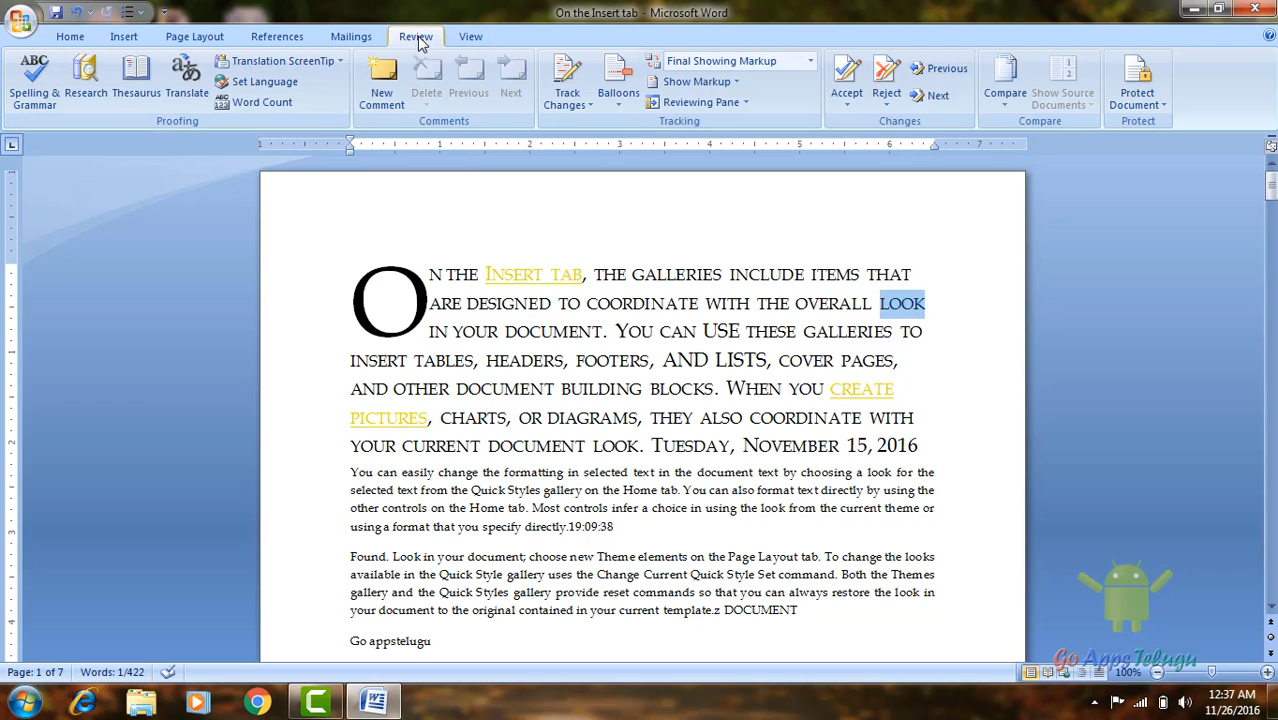 On the Insert tab - Microsoft Word
Home Insert Page Layout References Mailings Review View
Spelling & Grammar
Research
Thesaurus
Translate
Translation ScreenTip
Set Language
Word Count
Proofing
New Comment
Delete
Previous
Next
Comments
Track Changes
Balloons
Final Showing Markup
Show Markup
Reviewing Pane
Tracking
Accept
Reject
Previous
Next
Changes
Compare
Show Source Documents
Compare
Protect Document
Protect
1 1 2 3 4 5 6 7
ON THE INSERT TAB, THE GALLERIES INCLUDE ITEMS THAT
ARE DESIGNED TO COORDINATE WITH THE OVERALL LOOK
IN YOUR DOCUMENT. YOU CAN USE THESE GALLERIES TO
INSERT TABLES, HEADERS, FOOTERS, AND LISTS, COVER PAGES,
AND OTHER DOCUMENT BUILDING BLOCKS. WHEN YOU CREATE
PICTURES, CHARTS, OR DIAGRAMS, THEY ALSO COORDINATE WITH
YOUR CURRENT DOCUMENT LOOK. TUESDAY, NOVEMBER 15, 2016
You can easily change the formatting in selected text in the document text by choosing a look for the
selected text from the Quick Styles gallery on the Home tab. You can also format text directly by using the
other controls on the Home tab. Most controls infer a choice in using the look from the current theme or
using a format that you specify directly.19:09:38
Found. Look in your document; choose new Theme elements on the Page Layout tab. To change the looks
available in the Quick Style gallery uses the Change Current Quick Style Set command. Both the Themes
gallery and the Quick Styles gallery provide reset commands so that you can always restore the look in
your document to the original contained in your current template.z DOCUMENT
Go appstelugu
Go AppsTelugu
Page: 1 of 7 Words: 1/422 100%
12:37 AM
11/26/2016